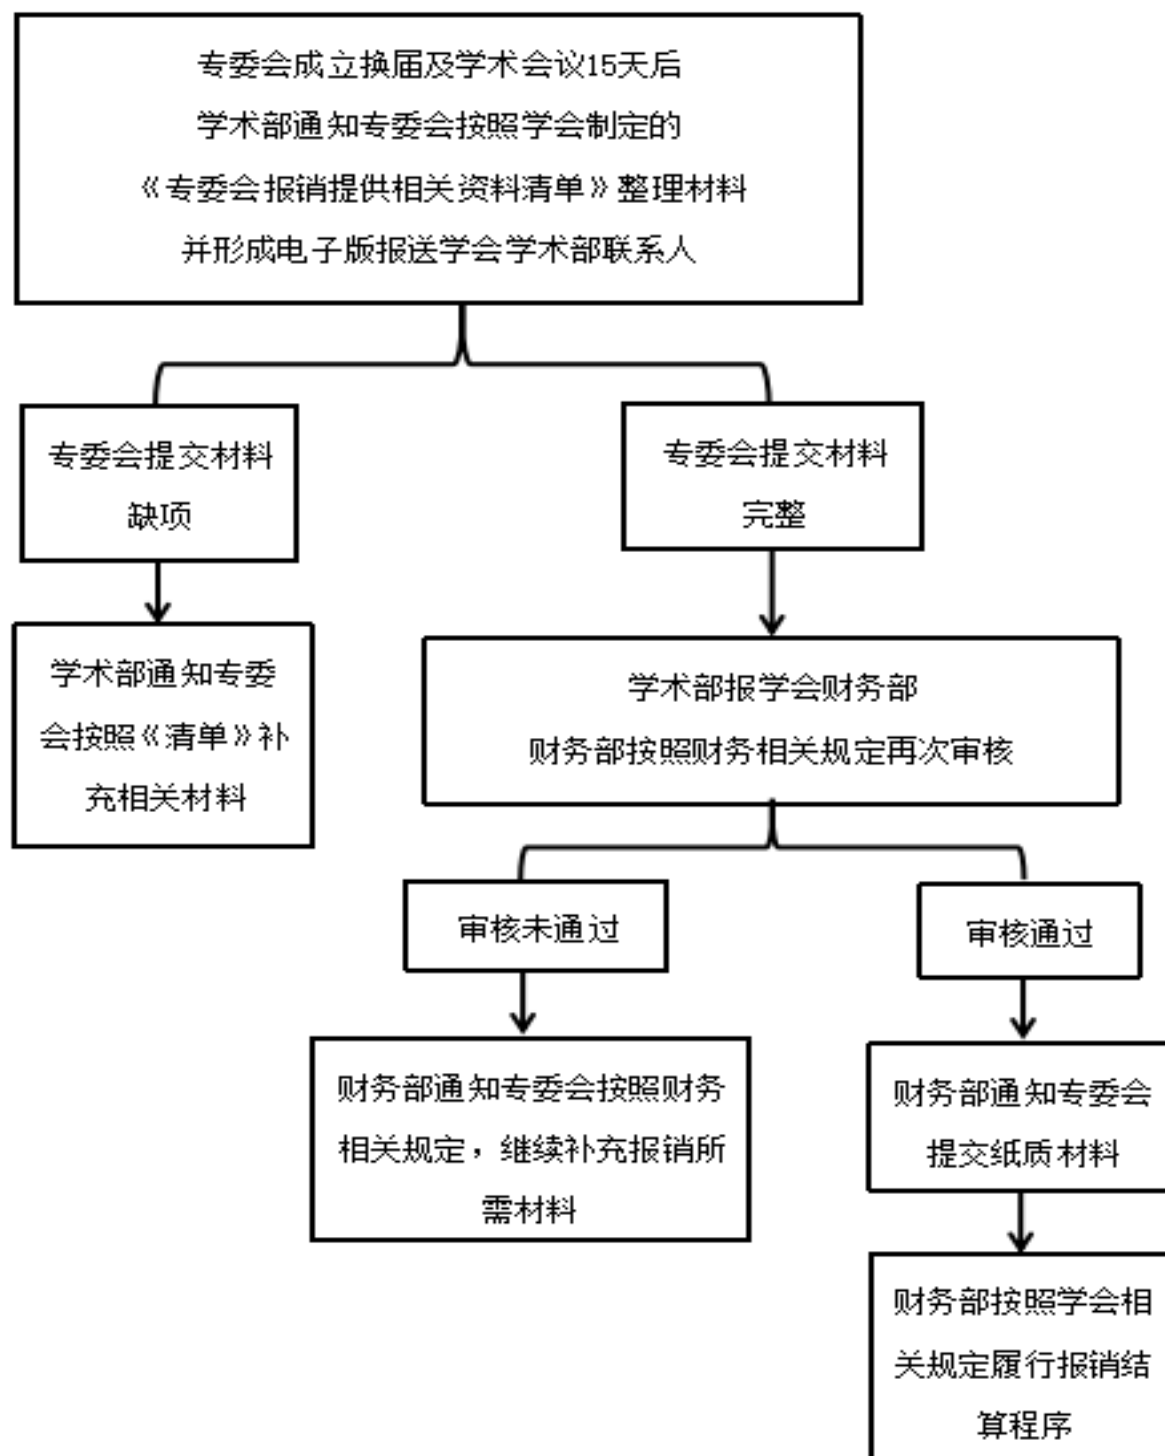 专委会成立换届及学术会议15天后
学术部通知专委会按照学会制定的
《专委会报销提供相关资料清单》整理材料
并形成电子版报送学会学术部联系人
专委会提交材料
缺项
专委会提交材料
完整
学术部通知专委
会按照《清单》补
充相关材料
学术部报学会财务部
财务部按照财务相关规定再次审核
审核未通过
审核通过
财务部通知专委会按照财务
相关规定，继续补充报销所
需材料
财务部通知专委会
提交纸质材料
财务部按照学会相
关规定履行报销结
算程序